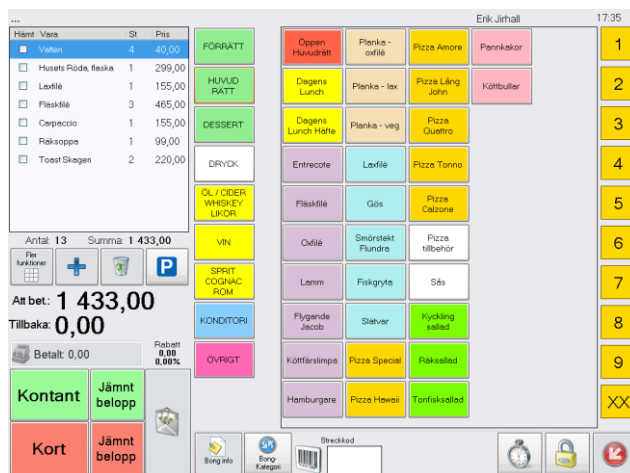 ...
Erik Jirhall
17:35
Hämt Vara St Pris
Vatten 4 40,00
Husets Röda, flaska 1 299,00
Laxfilé 1 155,00
Fläskfilé 3 465,00
Carpaccio 1 155,00
Räksoppa 1 99,00
Toast Skagen 2 220,00
Antal: 13 Summa: 1 433,00
Fler
funktioner
P
Att bet.: 1 433,00
Tillbaka: 0,00
Betalt: 0,00
Rabatt
0,00
0,00%
Kontant
Jämnt
belopp
Kort
Jämnt
belopp
FÖRRÄTT
HUVUD
RÄTT
DESSERT
DRYCK
ÖL / CIDER
WHISKEY
LIKÖR
VIN
SPRIT
COGNAC
ROM
KONDITORI
ÖVRIGT
Öppen
Huvudrätt
Planka -
oxfilé
Pizza Amore
Pannkakor
Dagens
Lunch
Planka - lax
Pizza Lång
John
Köttbullar
Dagens
Lunch Häfte
Planka - veg
Pizza
Quattro
Entrecote
Laxfilé
Pizza Tonno
Fläskfilé
Gös
Pizza
Calzone
Oxfilé
Smörstekt
Flundra
Pizza
tillbehör
Lamm
Fiskgryta
Sås
Flygande
Jacob
Slätvar
Kyckling
sallad
Köttfärslimpa
Pizza Special
Räksallad
Hamburgare
Pizza Hawaii
Tonfisksallad
1
2
3
4
5
6
7
8
9
XX
Bong info
Bong-
Kategori
Streckkod